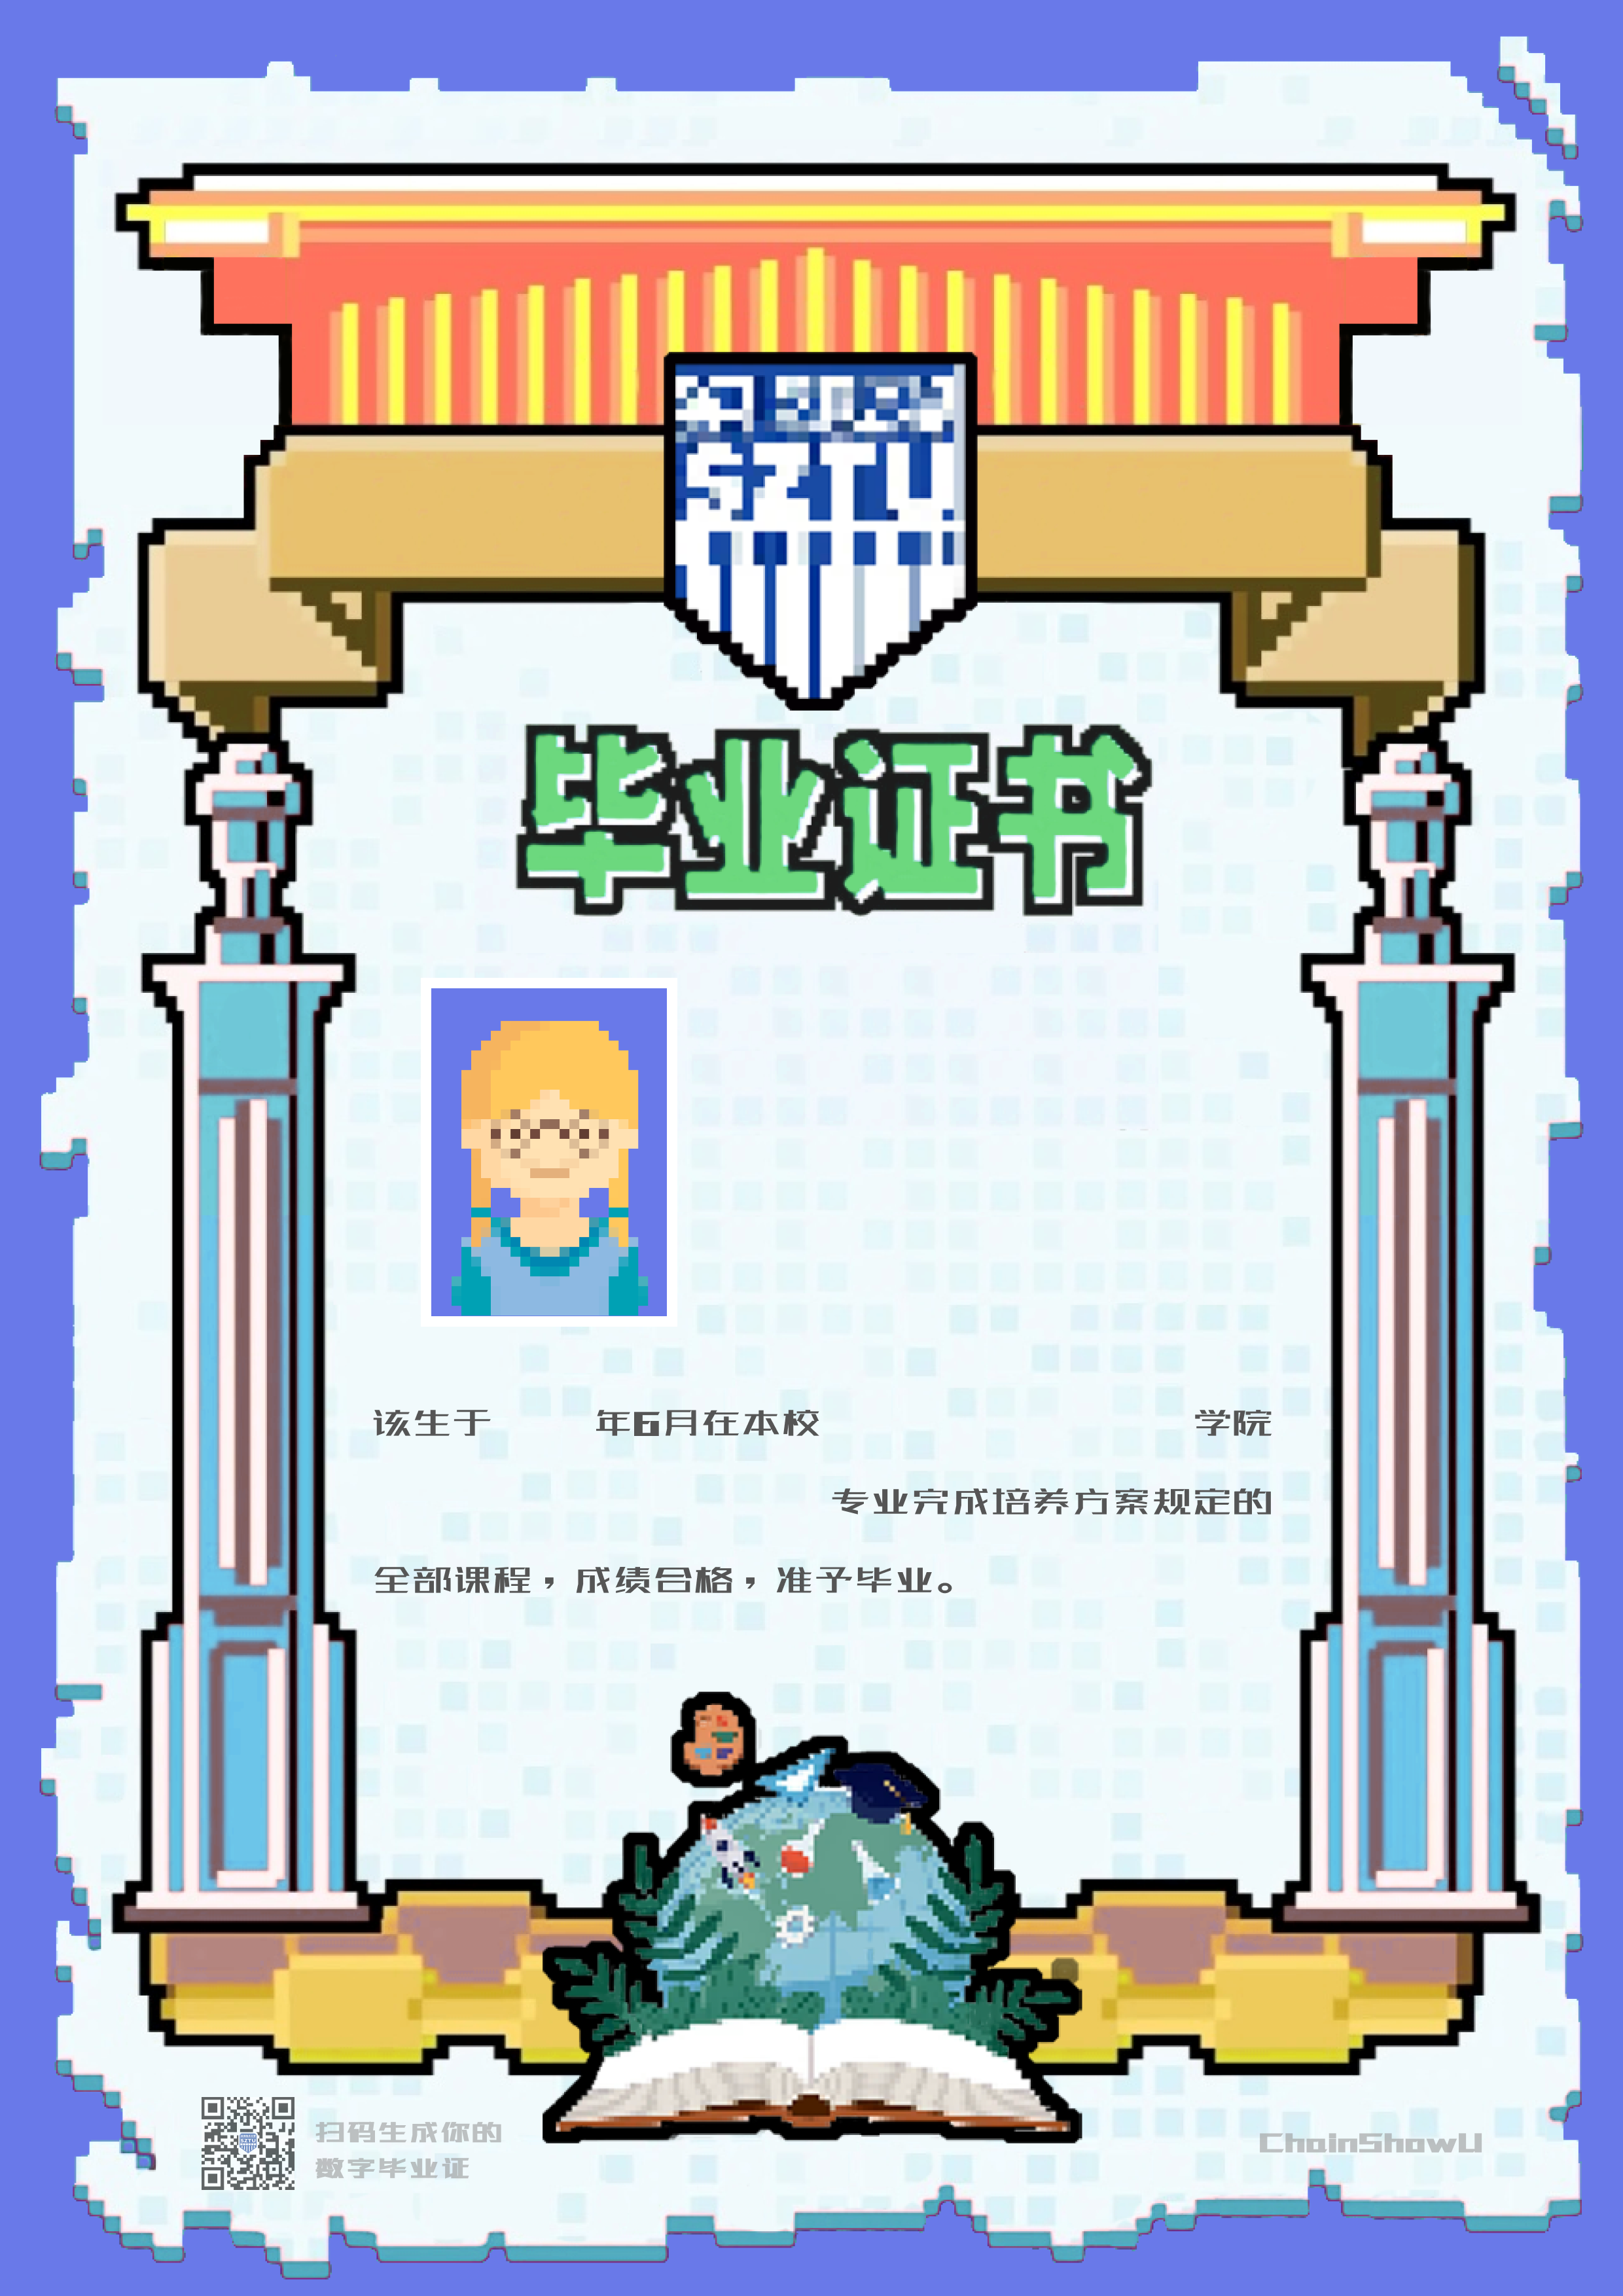 SZTU
毕业证书
该生于 年6月在本校 学院
专业完成培养方案规定的
全部课程，成绩合格，准予毕业。
扫码生成你的
数字毕业证
ChainShowU